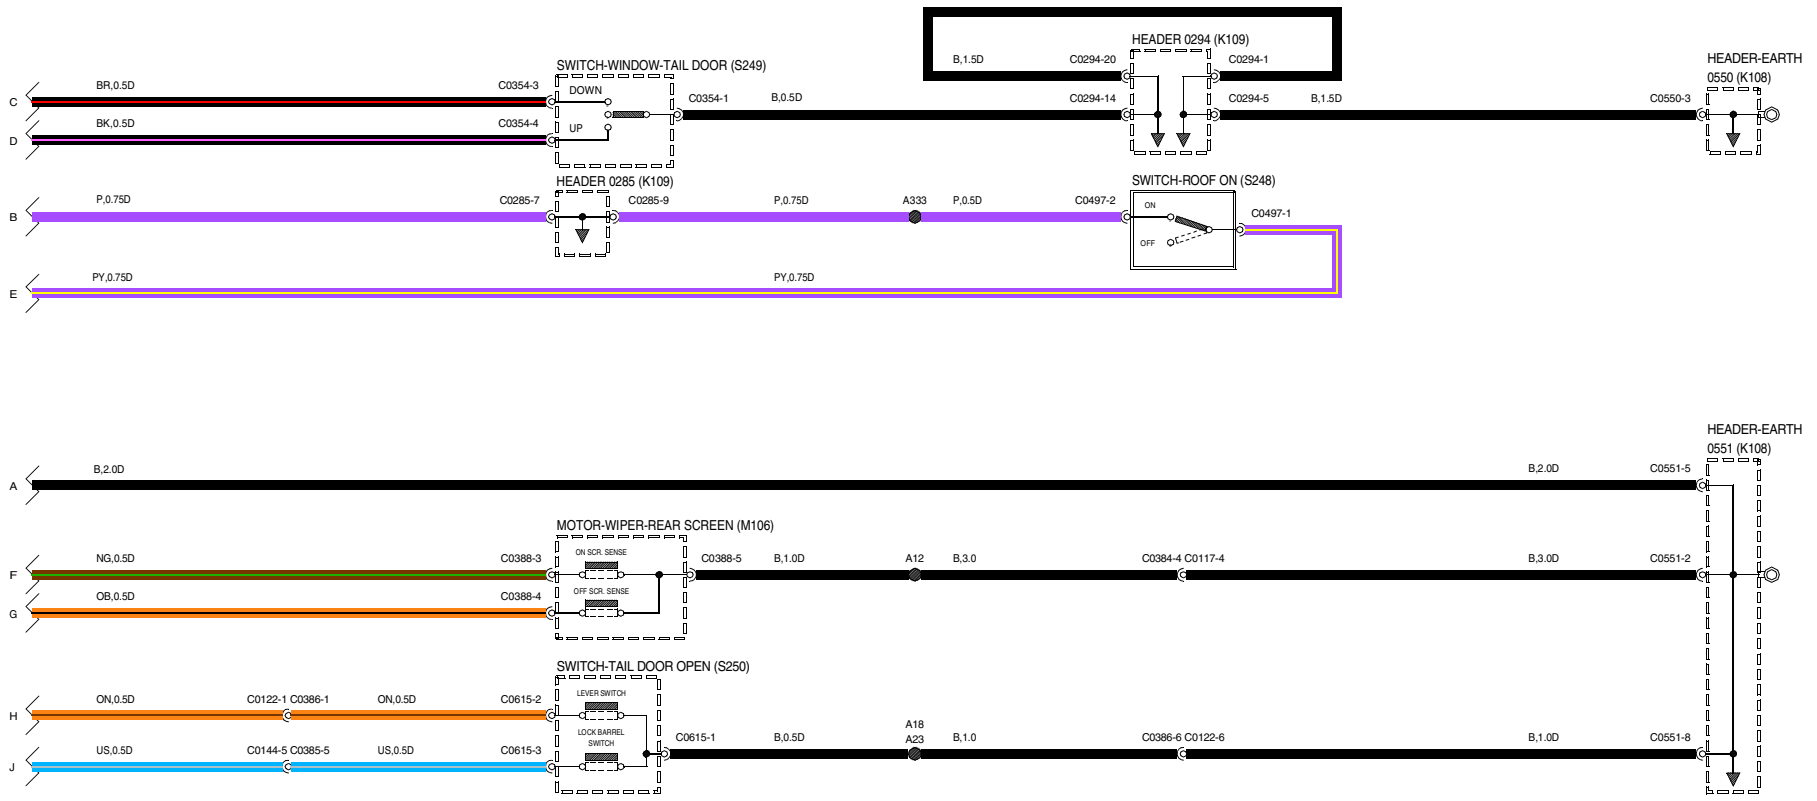 HEADER 0294 (K109)
B,1.5D C0294-20 C0294-1
HEADER-EARTH
0550 (K108)
SWITCH-WINDOW-TAIL DOOR (S249)
C BR,0.5D C0354-3 DOWN
C0354-1 B,0.5D C0294-14 C0294-5 B,1.5D C0550-3
D BK,0.5D C0354-4 UP
HEADER 0285 (K109)
SWITCH-ROOF ON (S248)
B P,0.75D C0285-7 C0285-9 P,0.75D A333 P,0.5D C0497-2 ON C0497-1
OFF
E PY,0.75D PY,0.75D
HEADER-EARTH
0551 (K108)
A B,2.0D B,2.0D C0551-5
MOTOR-WIPER-REAR SCREEN (M106)
F NG,0.5D C0388-3 ON SCR. SENSE C0388-5 B,1.0D A12 B,3.0 C0384-4 C0117-4 B,3.0D C0551-2
G OB,0.5D C0388-4 OFF SCR. SENSE
SWITCH-TAIL DOOR OPEN (S250)
H ON,0.5D C0122-1 C0386-1 ON,0.5D C0615-2 LEVER SWITCH
A18
J US,0.5D C0144-5 C0385-5 US,0.5D C0615-3 LOCK BARREL
SWITCH
C0615-1 B,0.5D A23 B,1.0 C0386-6 C0122-6 B,1.0D C0551-8